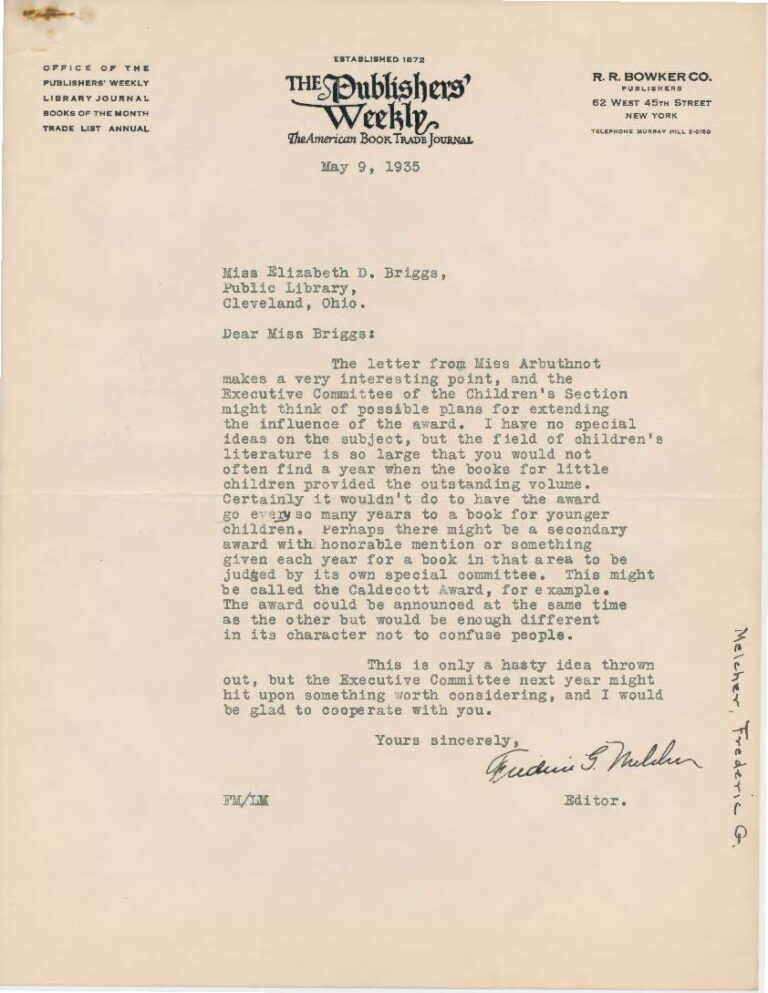 OFFICE OF THE
PUBLISHERS' WEEKLY
LIBRARY JOURNAL
BOOKS OF THE MONTH
TRADE LIST ANNUAL
ESTABLISHED 1872
THE Publishers'
Weekly
The American BOOK TRADE JOURNAL
R. R. BOWKER CO.
PUBLISHERS
62 WEST 45TH STREET
NEW YORK
TELEPHONE MURRAY HILL 2-0150
May 9, 1935
Miss Elizabeth D. Briggs,
Public Library,
Cleveland, Ohio.
Dear Miss Briggs:
The letter from Miss Arbuthnot
makes a very interesting point, and the
Executive Committee of the Children's Section
might think of possible plans for extending
the influence of the award. I have no special
ideas on the subject, but the field of children's
literature is so large that you would not
often find a year when the books for little
children provided the outstanding volume.
Certainly it wouldn't do to have the award
go every so many years to a book for younger
children. Perhaps there might be a secondary
award with honorable mention or something
given each year for a book in that area to be
judged by its own special committee. This might
be called the Caldecott Award, for example.
The award could be announced at the same time
as the other but would be enough different
in its character not to confuse people.
This is only a hasty idea thrown
out, but the Executive Committee next year might
hit upon something worth considering, and I would
be glad to cooperate with you.
Yours sincerely,
Frederic G. Melcher
FM/LM
Editor.
Melcher, Frederic G.